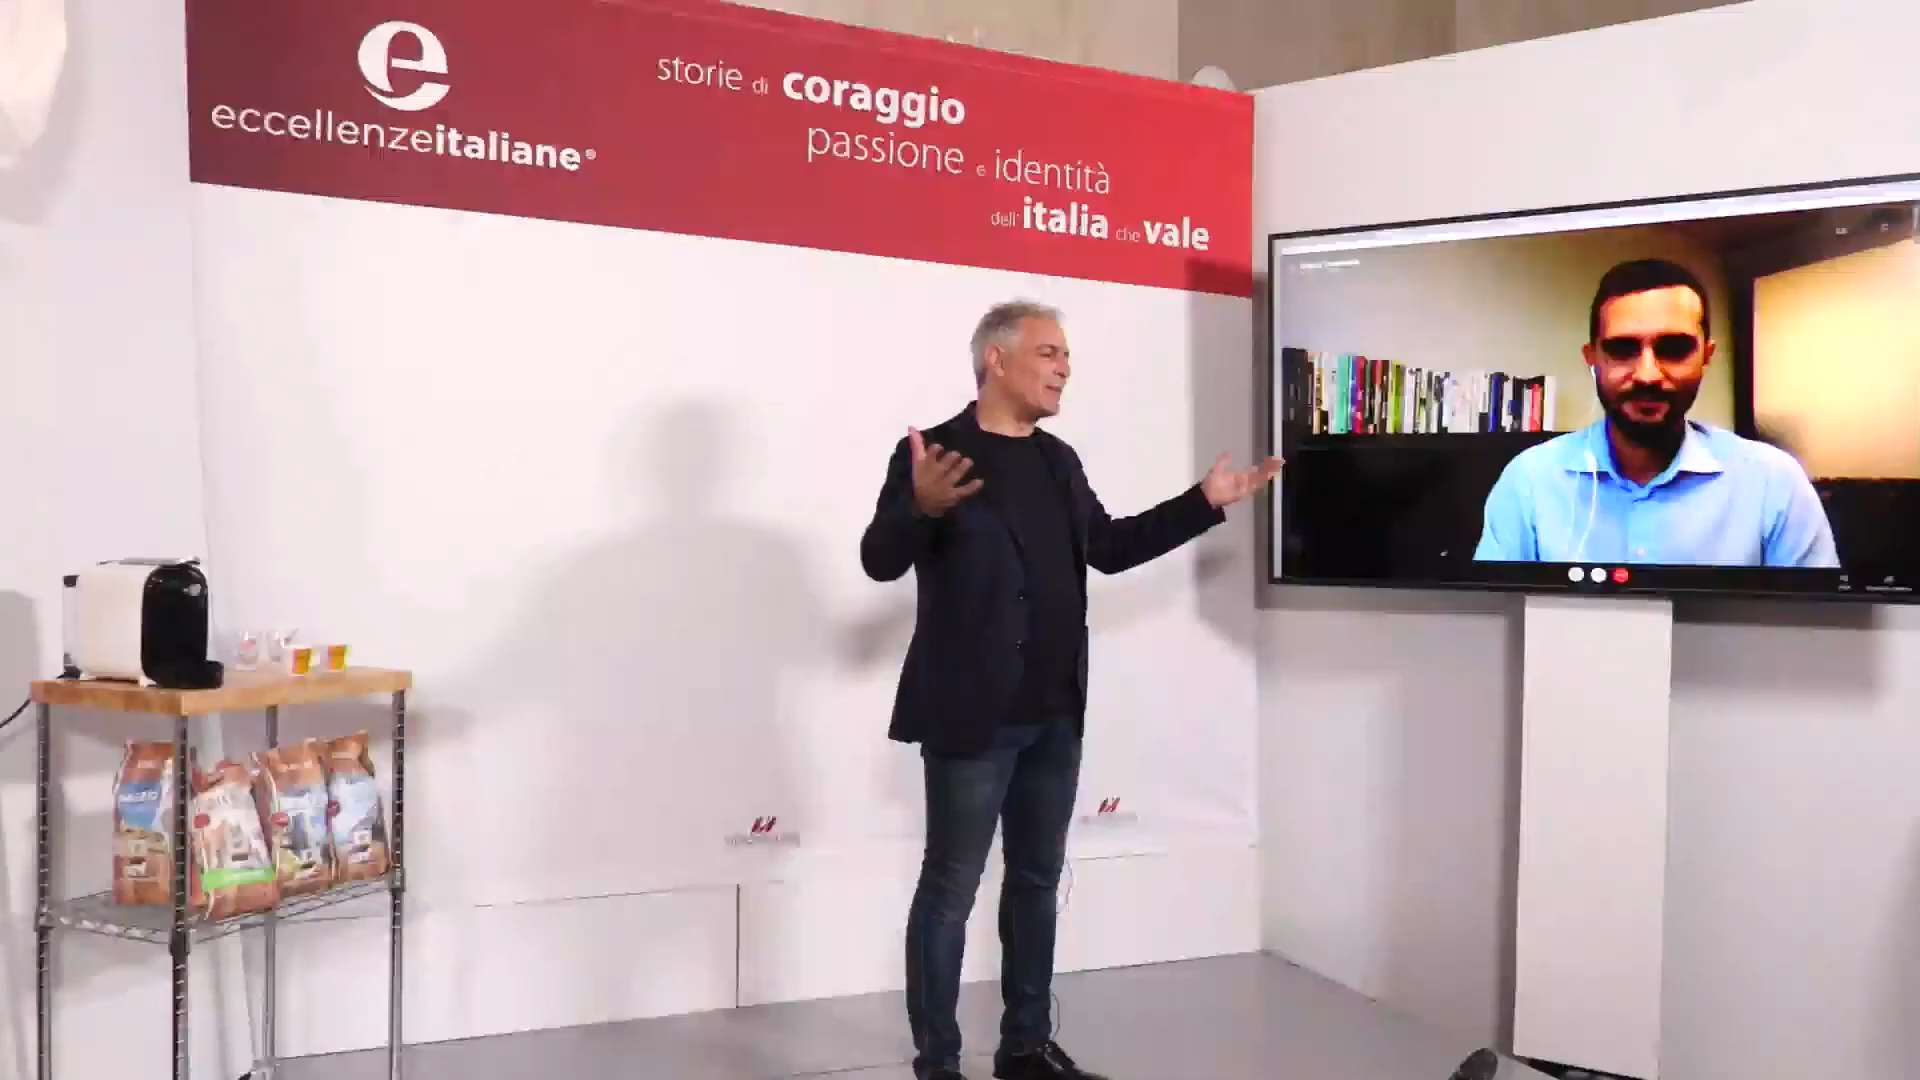 e
eccellenzeitaliane®
storie di coraggio
passione e identità
dell'italia che vale